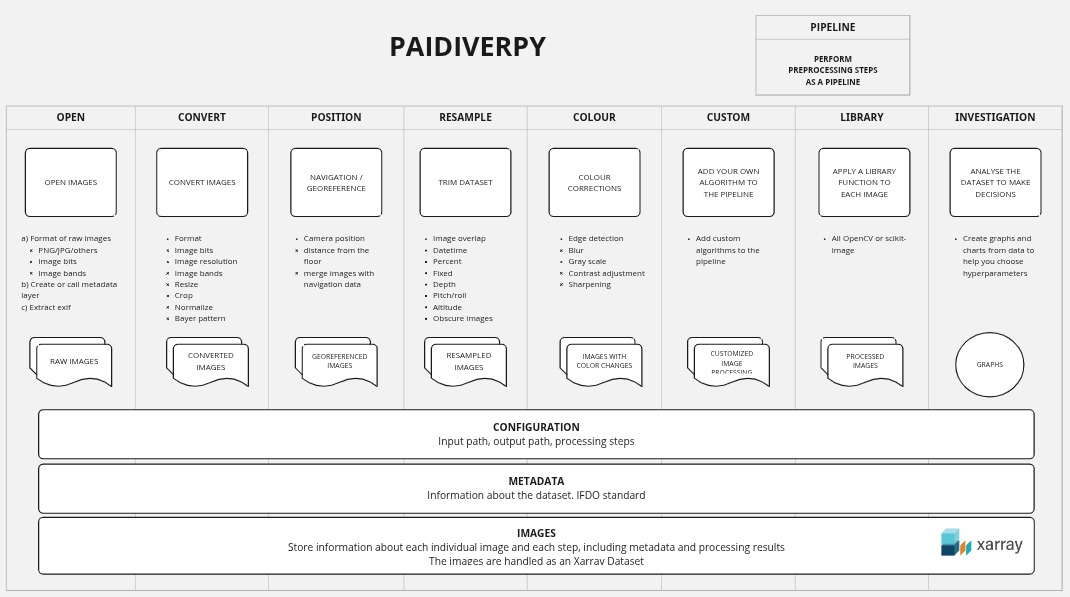 PAIDIVERPY
PIPELINE
PERFORM
PREPROCESSING STEPS
AS A PIPELINE
OPEN
CONVERT
POSITION
RESAMPLE
COLOUR
CUSTOM
LIBRARY
INVESTIGATION
OPEN IMAGES
CONVERT IMAGES
NAVIGATION /
GEOREFERENCE
TRIM DATASET
COLOUR
CORRECTIONS
ADD YOUR OWN
ALGORITHM TO
THE PIPELINE
APPLY A LIBRARY
FUNCTION TO
EACH IMAGE
ANALYSE THE
DATASET TO MAKE
DECISIONS
a) Format of raw images
PNG/JPG/others
Image bits
Image bands
b) Create or call metadata
layer
c) Extract exif
Format
Image bits
Image resolution
Image bands
Resize
Crop
Normalize
Bayer pattern
Camera position
distance from the
floor
merge images with
navigation data
Image overlap
Datetime
Percent
Fixed
Depth
Pitch/roll
Altitude
Obscure images
Edge detection
Blur
Gray scale
Contrast adjustment
Sharpening
Add custom
algorithms to the
pipeline
All OpenCV or scikit-
image
Create graphs and
charts from data to
help you choose
hyperparameters
RAW IMAGES
CONVERTED
IMAGES
GEOREFERENCED
IMAGES
RESAMPLED
IMAGES
IMAGES WITH
COLOR CHANGES
CUSTOMIZED
IMAGE
PROCESSING
PROCESSED
IMAGES
GRAPHS
CONFIGURATION
Input path, output path, processing steps
METADATA
Information about the dataset. IFDO standard
IMAGES
Store information about each individual image and each step, including metadata and processing results
The images are handled as an Xarray Dataset
xarray